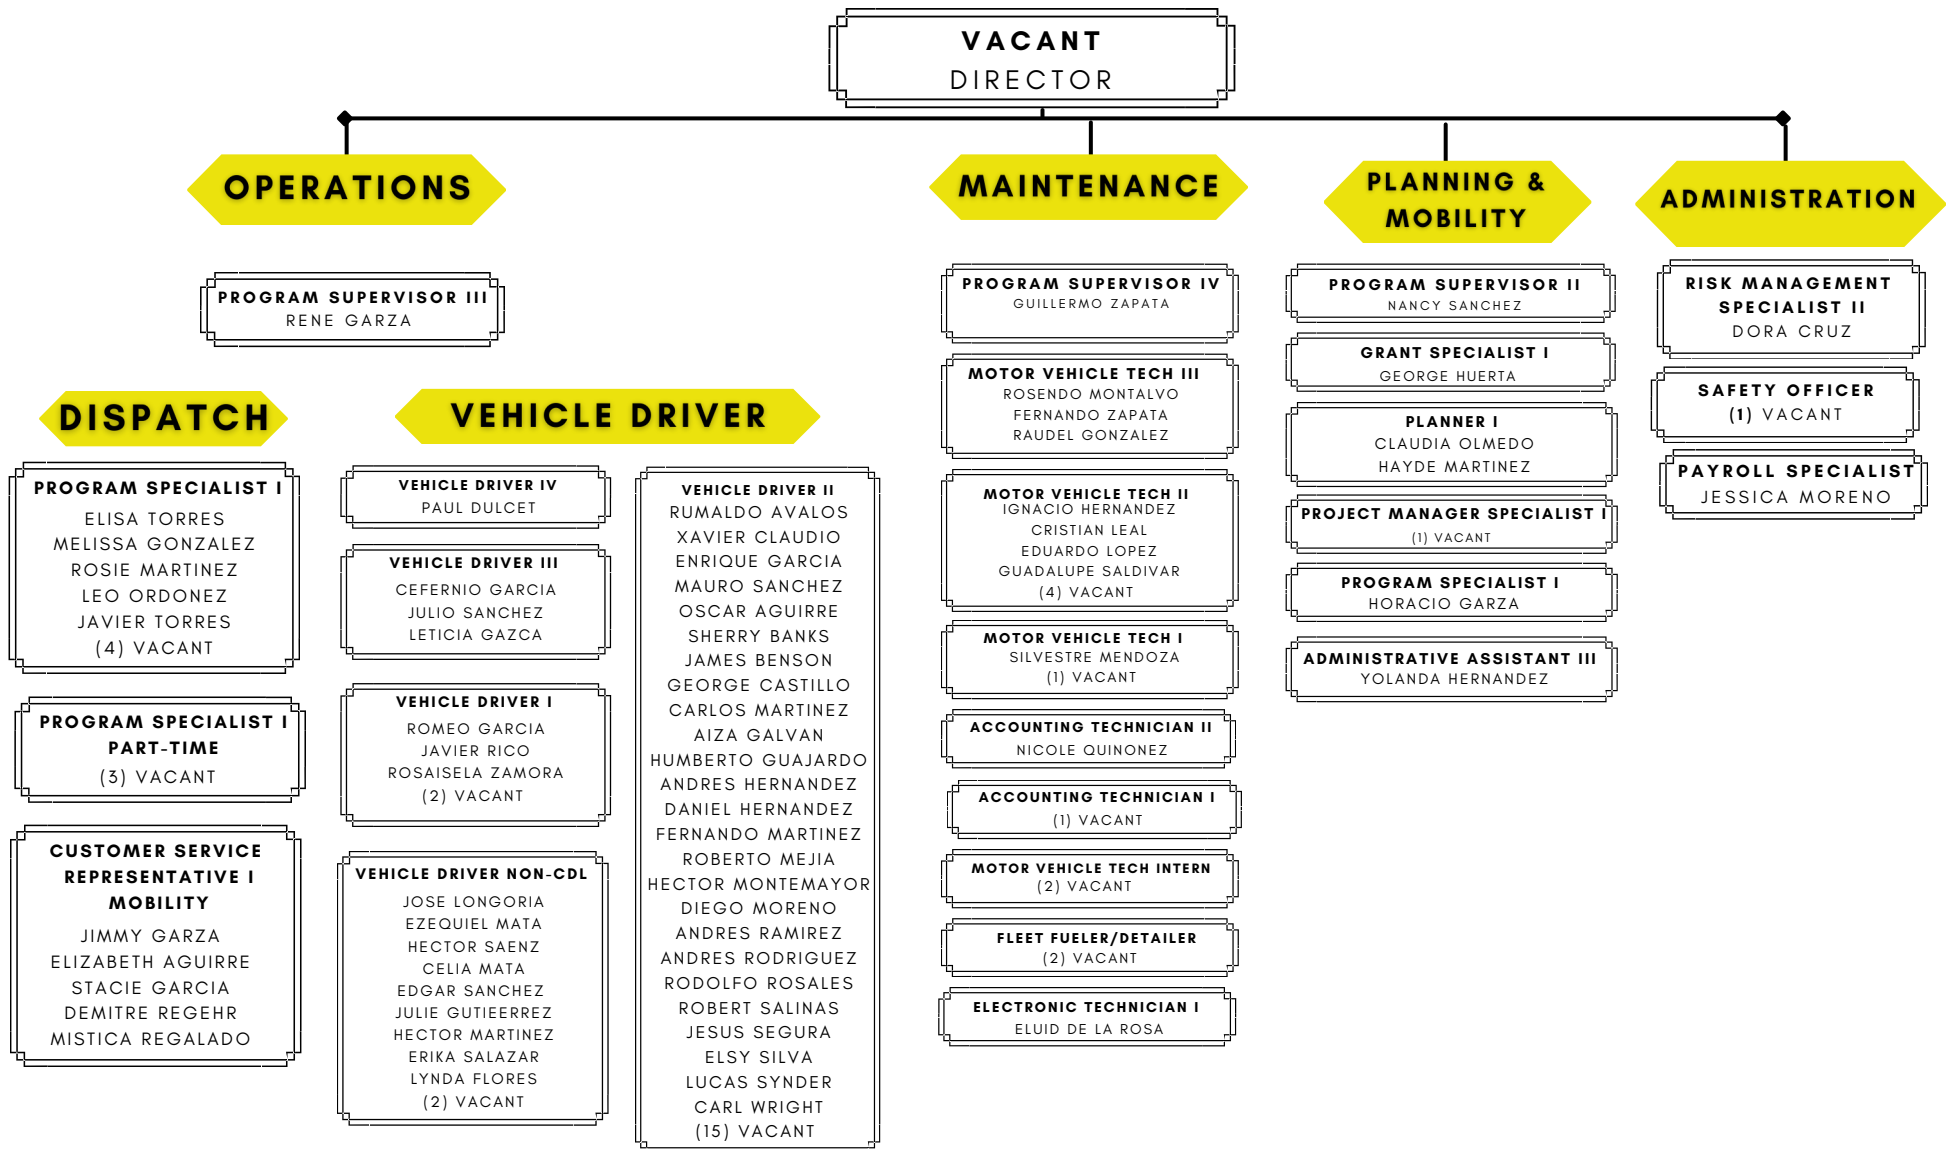 VACANT
DIRECTOR
OPERATIONS
PROGRAM SUPERVISOR III
RENE GARZA
DISPATCH
PROGRAM SPECIALIST I
ELISA TORRES
MELISSA GONZALEZ
ROSIE MARTINEZ
LEO ORDONEZ
JAVIER TORRES
(4) VACANT
PROGRAM SPECIALIST I
PART-TIME
(3) VACANT
CUSTOMER SERVICE
REPRESENTATIVE I
MOBILITY
JIMMY GARZA
ELIZABETH AGUIRRE
STACIE GARCIA
DEMITRE REGEHR
MISTICA REGALADO
VEHICLE DRIVER
VEHICLE DRIVER IV
PAUL DULCET
VEHICLE DRIVER III
CEFERNIO GARCIA
JULIO SANCHEZ
LETICIA GAZCA
VEHICLE DRIVER I
ROMEO GARCIA
JAVIER RICO
ROSAISELA ZAMORA
(2) VACANT
VEHICLE DRIVER NON-CDL
JOSE LONGORIA
EZEQUIEL MATA
HECTOR SAENZ
CELIA MATA
EDGAR SANCHEZ
JULIE GUTIEERREZ
HECTOR MARTINEZ
ERIKA SALAZAR
LYNDA FLORES
(2) VACANT
VEHICLE DRIVER II
RUMALDO AVALOS
XAVIER CLAUDIO
ENRIQUE GARCIA
MAURO SANCHEZ
OSCAR AGUIRRE
SHERRY BANKS
JAMES BENSON
GEORGE CASTILLO
CARLOS MARTINEZ
AIZA GALVAN
HUMBERTO GUAJARDO
ANDRES HERNANDEZ
DANIEL HERNANDEZ
FERNANDO MARTINEZ
ROBERTO MEJIA
HECTOR MONTEMAYOR
DIEGO MORENO
ANDRES RAMIREZ
ANDRES RODRIGUEZ
RODOLFO ROSALES
ROBERT SALINAS
JESUS SEGURA
ELSY SILVA
LUCAS SYNDER
CARL WRIGHT
(15) VACANT
MAINTENANCE
PROGRAM SUPERVISOR IV
GUILLERMO ZAPATA
MOTOR VEHICLE TECH III
ROSENDO MONTALVO
FERNANDO ZAPATA
RAUDEL GONZALEZ
MOTOR VEHICLE TECH II
IGNACIO HERNANDEZ
CRISTIAN LEAL
EDUARDO LOPEZ
GUADALUPE SALDIVAR
(4) VACANT
MOTOR VEHICLE TECH I
SILVESTRE MENDOZA
(1) VACANT
ACCOUNTING TECHNICIAN II
NICOLE QUINONEZ
ACCOUNTING TECHNICIAN I
(1) VACANT
MOTOR VEHICLE TECH INTERN
(2) VACANT
FLEET FUELER/DETAILER
(2) VACANT
ELECTRONIC TECHNICIAN I
ELUID DE LA ROSA
PLANNING &
MOBILITY
PROGRAM SUPERVISOR II
NANCY SANCHEZ
GRANT SPECIALIST I
GEORGE HUERTA
PLANNER I
CLAUDIA OLMEDO
HAYDE MARTINEZ
PROJECT MANAGER SPECIALIST I
(1) VACANT
PROGRAM SPECIALIST I
HORACIO GARZA
ADMINISTRATIVE ASSISTANT III
YOLANDA HERNANDEZ
ADMINISTRATION
RISK MANAGEMENT
SPECIALIST II
DORA CRUZ
SAFETY OFFICER
(1) VACANT
PAYROLL SPECIALIST
JESSICA MORENO